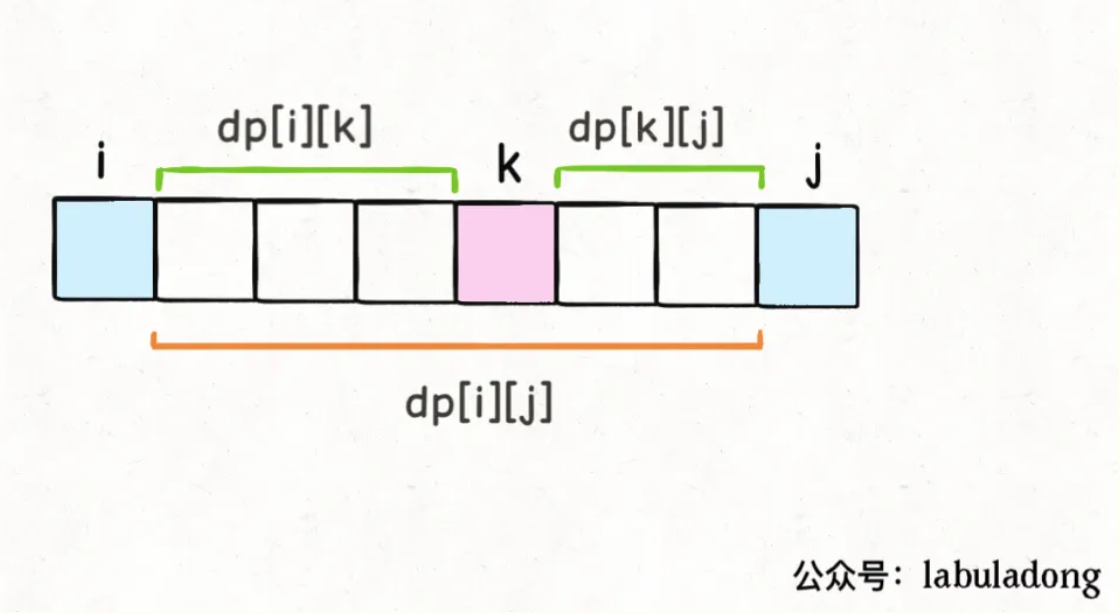 dp[i][k]
dp[k][j]
i
k
j
dp[i][j]
公众号：labuladong